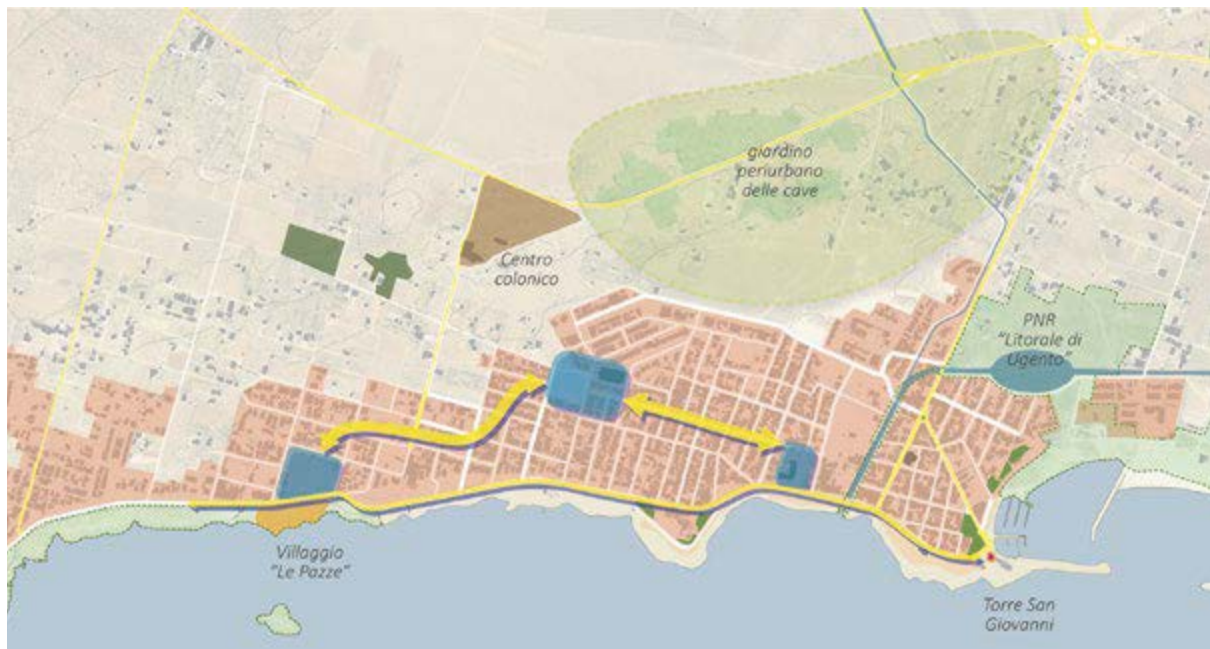 giardino
periurbano
delle cave
Centro
colonico
PNR
"Litorale di
Ugento"
Villaggio
"Le Pazze"
Torre San
Giovanni